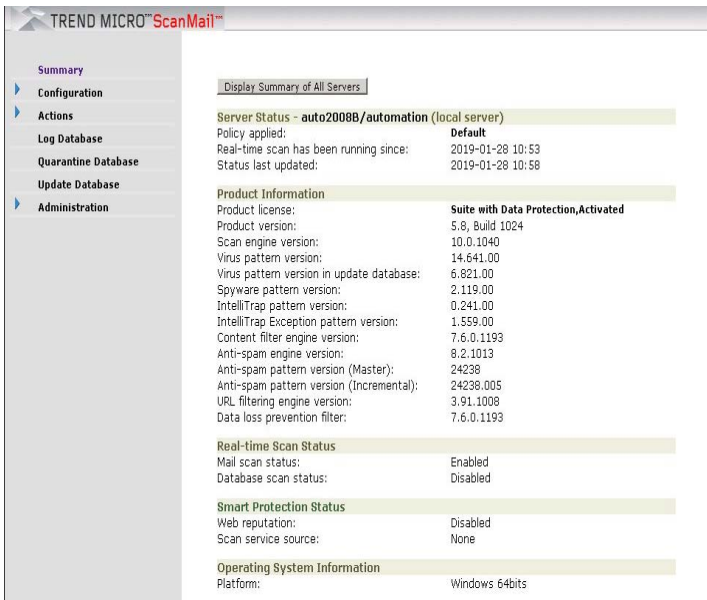 TREND MICRO™ ScanMail™
Summary
Configuration
Actions
Log Database
Quarantine Database
Update Database
Administration
Display Summary of All Servers
Server Status - auto2008B/automation (local server)
Policy applied: Default
Real-time scan has been running since: 2019-01-28 10:53
Status last updated: 2019-01-28 10:58
Product Information
Product license: Suite with Data Protection,Activated
Product version: 5.8, Build 1024
Scan engine version: 10.0.1040
Virus pattern version: 14.641.00
Virus pattern version in update database: 6.821.00
Spyware pattern version: 2.119.00
IntelliTrap pattern version: 0.241.00
IntelliTrap Exception pattern version: 1.559.00
Content filter engine version: 7.6.0.1193
Anti-spam engine version: 8.2.1013
Anti-spam pattern version (Master): 24238
Anti-spam pattern version (Incremental): 24238.005
URL filtering engine version: 3.91.1008
Data loss prevention filter: 7.6.0.1193
Real-time Scan Status
Mail scan status: Enabled
Database scan status: Disabled
Smart Protection Status
Web reputation: Disabled
Scan service source: None
Operating System Information
Platform: Windows 64bits